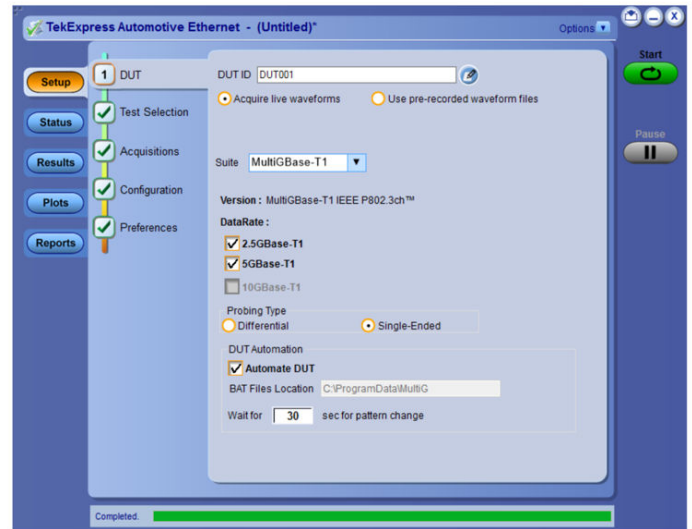 TekExpress Automotive Ethernet - (Untitled)*
Options
Start
Pause
Setup
Status
Results
Plots
Reports
1 DUT
Test Selection
Acquisitions
Configuration
Preferences
DUT ID DUT001
Acquire live waveforms Use pre-recorded waveform files
Suite MultiGBase-T1
Version : MultiGBase-T1 IEEE P802.3ch™
DataRate :
2.5GBase-T1
5GBase-T1
10GBase-T1
Probing Type
Differential Single-Ended
DUT Automation
Automate DUT
BAT Files Location C:\ProgramData\MultiG
Wait for 30 sec for pattern change
Completed.